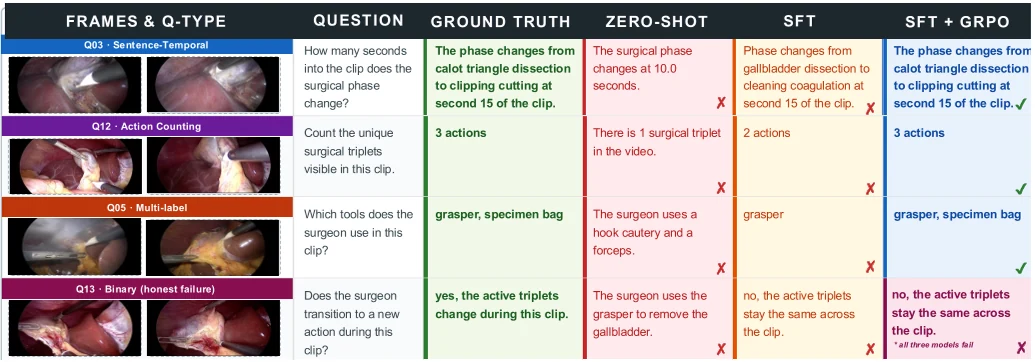 FRAMES & Q-TYPE QUESTION GROUND TRUTH ZERO-SHOT SFT SFT + GRPO
Q03 · Sentence-Temporal
How many seconds
into the clip does the
surgical phase
change?
The phase changes from
calot triangle dissection
to clipping cutting at
second 15 of the clip.
The surgical phase
changes at 10.0
seconds.
✗
Phase changes from
gallbladder dissection to
cleaning coagulation at
second 15 of the clip.
✗
The phase changes from
calot triangle dissection
to clipping cutting at
second 15 of the clip.
✓
Q12 · Action Counting
Count the unique
surgical triplets
visible in this clip.
3 actions
There is 1 surgical triplet
in the video.
✗
2 actions
✗
3 actions
✓
Q05 · Multi-label
Which tools does the
surgeon use in this
clip?
grasper, specimen bag
The surgeon uses a
hook cautery and a
forceps.
✗
grasper
✗
grasper, specimen bag
✓
Q13 · Binary (honest failure)
Does the surgeon
transition to a new
action during this
clip?
yes, the active triplets
change during this clip.
The surgeon uses the
grasper to remove the
gallbladder.
✗
no, the active triplets
stay the same across
the clip.
✗
no, the active triplets
stay the same across
the clip.
* all three models fail
✗